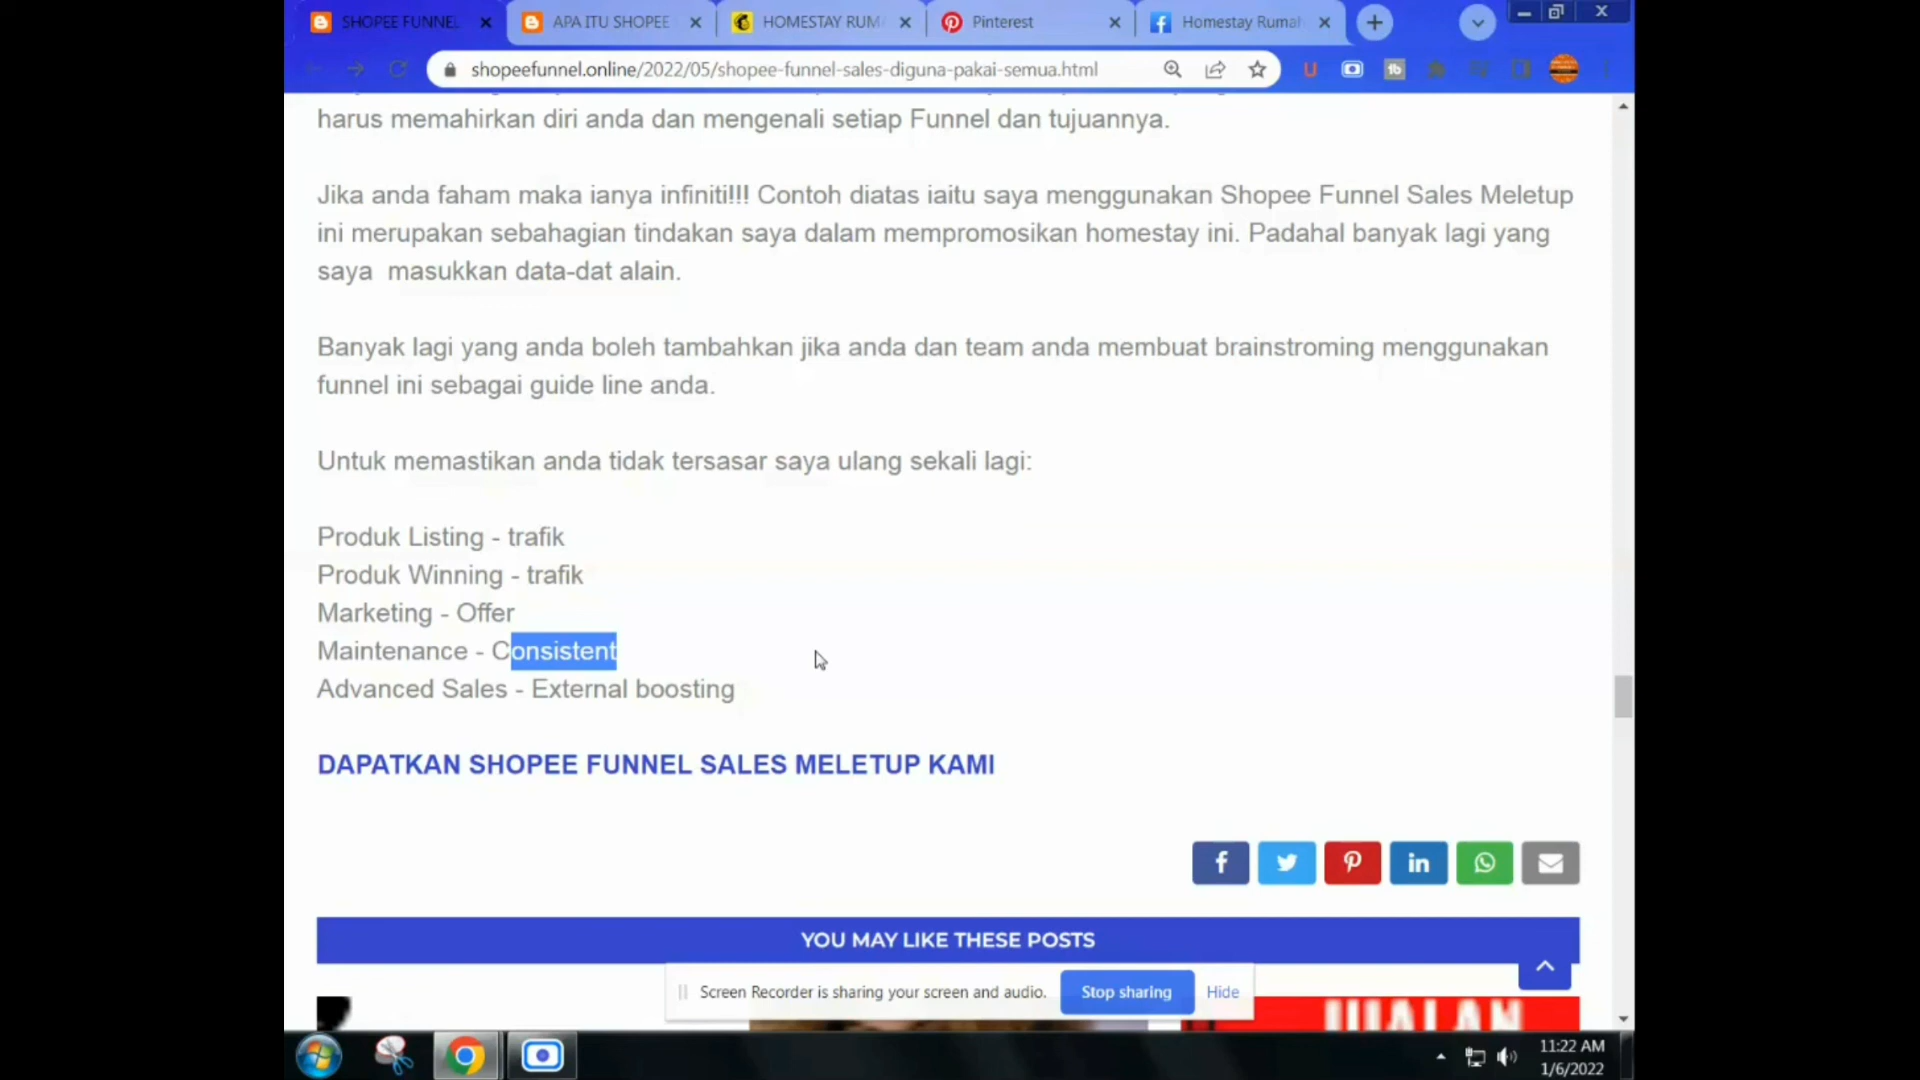 SHOPEE FUNNEL
APA ITU SHOPEE
HOMESTAY RUM
Pinterest
Homestay Rumah
shopeefunnel.online/2022/05/shopee-funnel-sales-diguna-pakai-semua.html
harus memahirkan diri anda dan mengenali setiap Funnel dan tujuannya.
Jika anda faham maka ianya infiniti!!! Contoh diatas iaitu saya menggunakan Shopee Funnel Sales Meletup
ini merupakan sebahagian tindakan saya dalam mempromosikan homestay ini. Padahal banyak lagi yang
saya masukkan data-dat alain.
Banyak lagi yang anda boleh tambahkan jika anda dan team anda membuat brainstroming menggunakan
funnel ini sebagai guide line anda.
Untuk memastikan anda tidak tersasar saya ulang sekali lagi:
Produk Listing - trafik
Produk Winning - trafik
Marketing - Offer
Maintenance - Consistent
Advanced Sales - External boosting
DAPATKAN SHOPEE FUNNEL SALES MELETUP KAMI
YOU MAY LIKE THESE POSTS
Screen Recorder is sharing your screen and audio.
Stop sharing
Hide
11:22 AM
1/6/2022